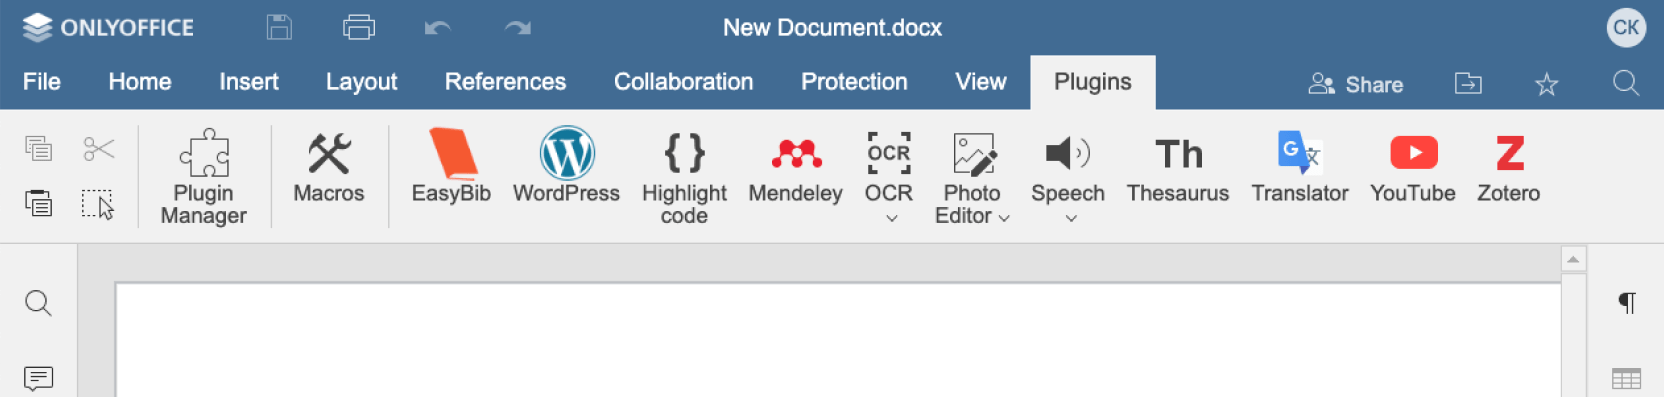 ONLYOFFICE
New Document.docx
CK
File Home Insert Layout References Collaboration Protection View Plugins Share
OCR Th G 文 Z
Plugin Manager
Macros
EasyBib
WordPress
Highlight code
Mendeley
OCR
Photo Editor
Speech
Thesaurus
Translator
YouTube
Zotero